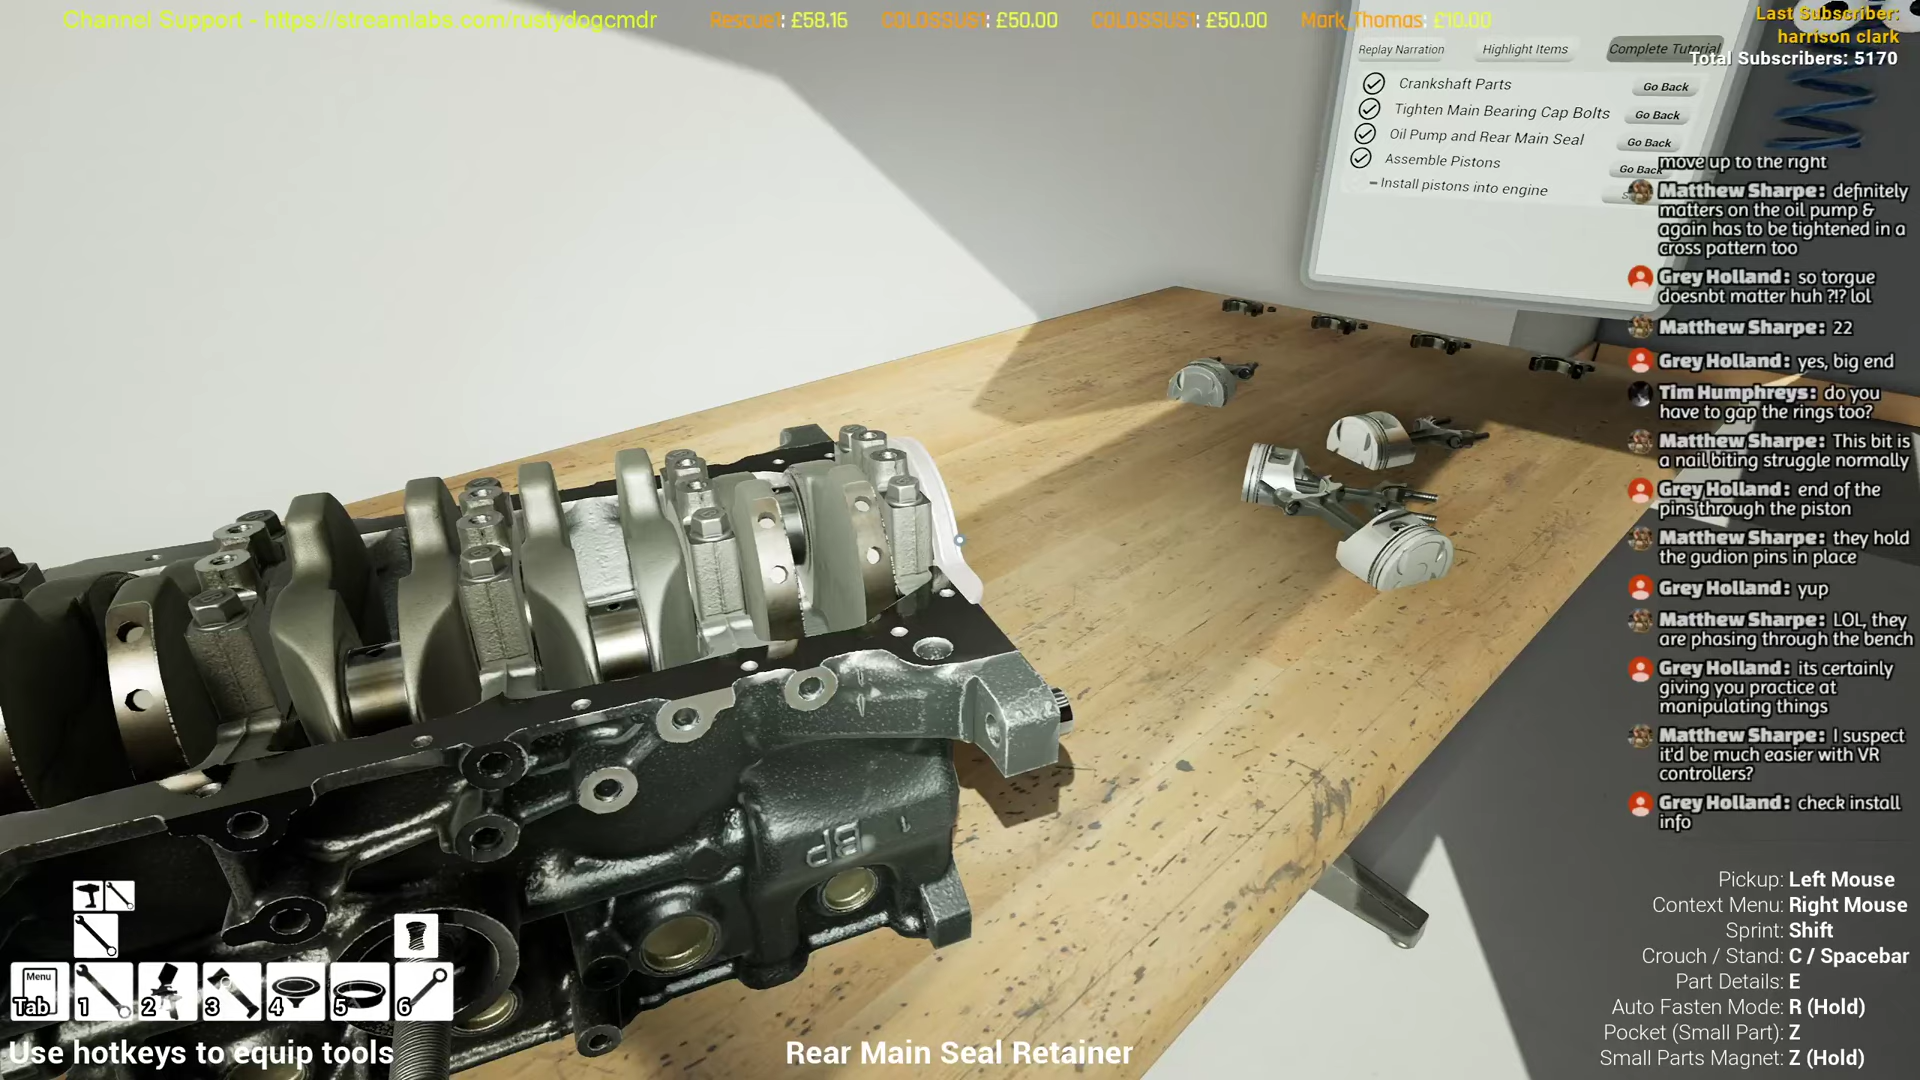 Channel Support - https://streamlabs.com/rustydogcmdr
Rescue1: £58.16 COLOSSUS1: £50.00 COLOSSUS1: £50.00 Mark_Thomas: £10.00
Last Subscriber:
harrison clark
Total Subscribers: 5170
Replay Narration
Highlight Items
Complete Tutorial
Crankshaft Parts Go Back
Tighten Main Bearing Cap Bolts Go Back
Oil Pump and Rear Main Seal Go Back
Assemble Pistons Go Back
Install pistons into engine
move up to the right
Matthew Sharpe: definitely
matters on the oil pump &
again has to be tightened in a
cross pattern too
Grey Holland: so torgue
doesnbt matter huh ?!? lol
Matthew Sharpe: 22
Grey Holland: yes, big end
Tim Humphreys: do you
have to gap the rings too?
Matthew Sharpe: This bit is
a nail biting struggle normally
Grey Holland: end of the
pins through the piston
Matthew Sharpe: they hold
the gudion pins in place
Grey Holland: yup
Matthew Sharpe: LOL, they
are phasing through the bench
Grey Holland: its certainly
giving you practice at
manipulating things
Matthew Sharpe: I suspect
it'd be much easier with VR
controllers?
Grey Holland: check install
info
Pickup: Left Mouse
Context Menu: Right Mouse
Sprint: Shift
Crouch / Stand: C / Spacebar
Part Details: E
Auto Fasten Mode: R (Hold)
Pocket (Small Part): Z
Small Parts Magnet: Z (Hold)
Menu
Tab 1 2 3 4 5 6
Use hotkeys to equip tools
Rear Main Seal Retainer